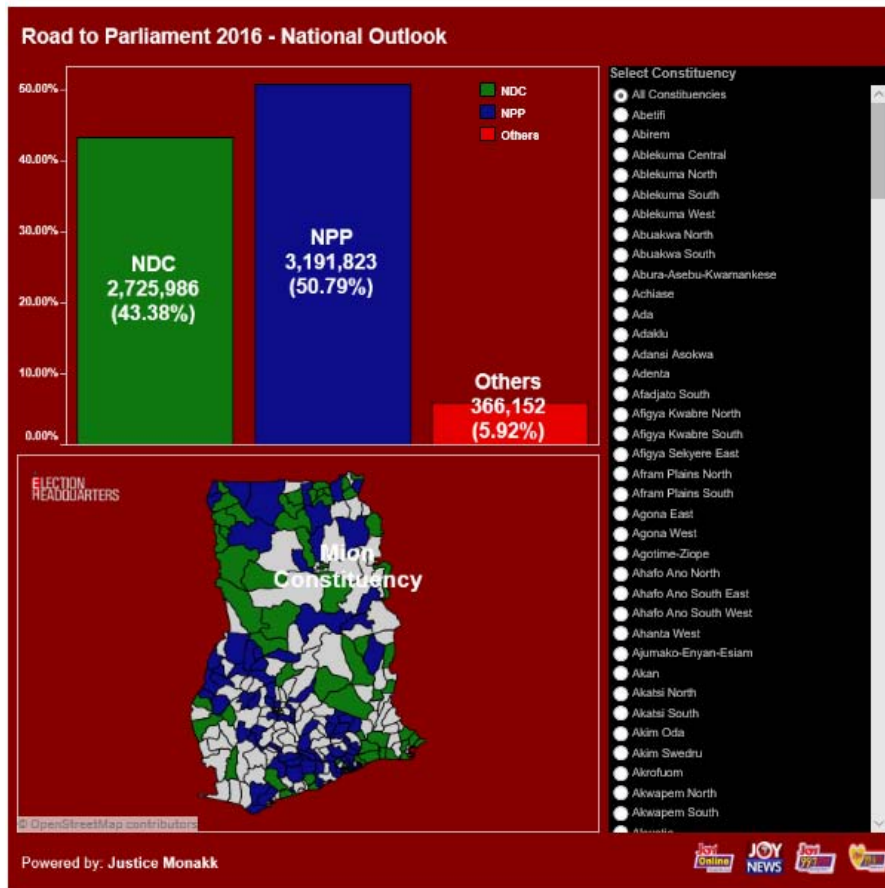 Road to Parliament 2016 - National Outlook
50.00%
40.00%
30.00%
20.00%
10.00%
0.00%
NDC
NPP
Others
NDC
2,725,986
(43.38%)
NPP
3,191,823
(50.79%)
Others
366,152
(5.92%)
ELECTION
HEADQUARTERS
Mion
Constituency
© OpenStreetMap contributors
Select Constituency
All Constituencies
Abetifi
Abirem
Ablekuma Central
Ablekuma North
Ablekuma South
Ablekuma West
Abuakwa North
Abuakwa South
Abura-Asebu-Kwamankese
Achiase
Ada
Adaklu
Adansi Asokwa
Adenta
Afadjato South
Afigya Kwabre North
Afigya Kwabre South
Afigya Sekyere East
Afram Plains North
Afram Plains South
Agona East
Agona West
Agotime-Ziope
Ahafo Ano North
Ahafo Ano South East
Ahafo Ano South West
Ahanta West
Ajumako-Enyan-Esiam
Akan
Akatsi North
Akatsi South
Akim Oda
Akim Swedru
Akrofuom
Akwapem North
Akwapem South
Powered by: Justice Monakk
Joy
Online
JOY
NEWS
Joy
99.7